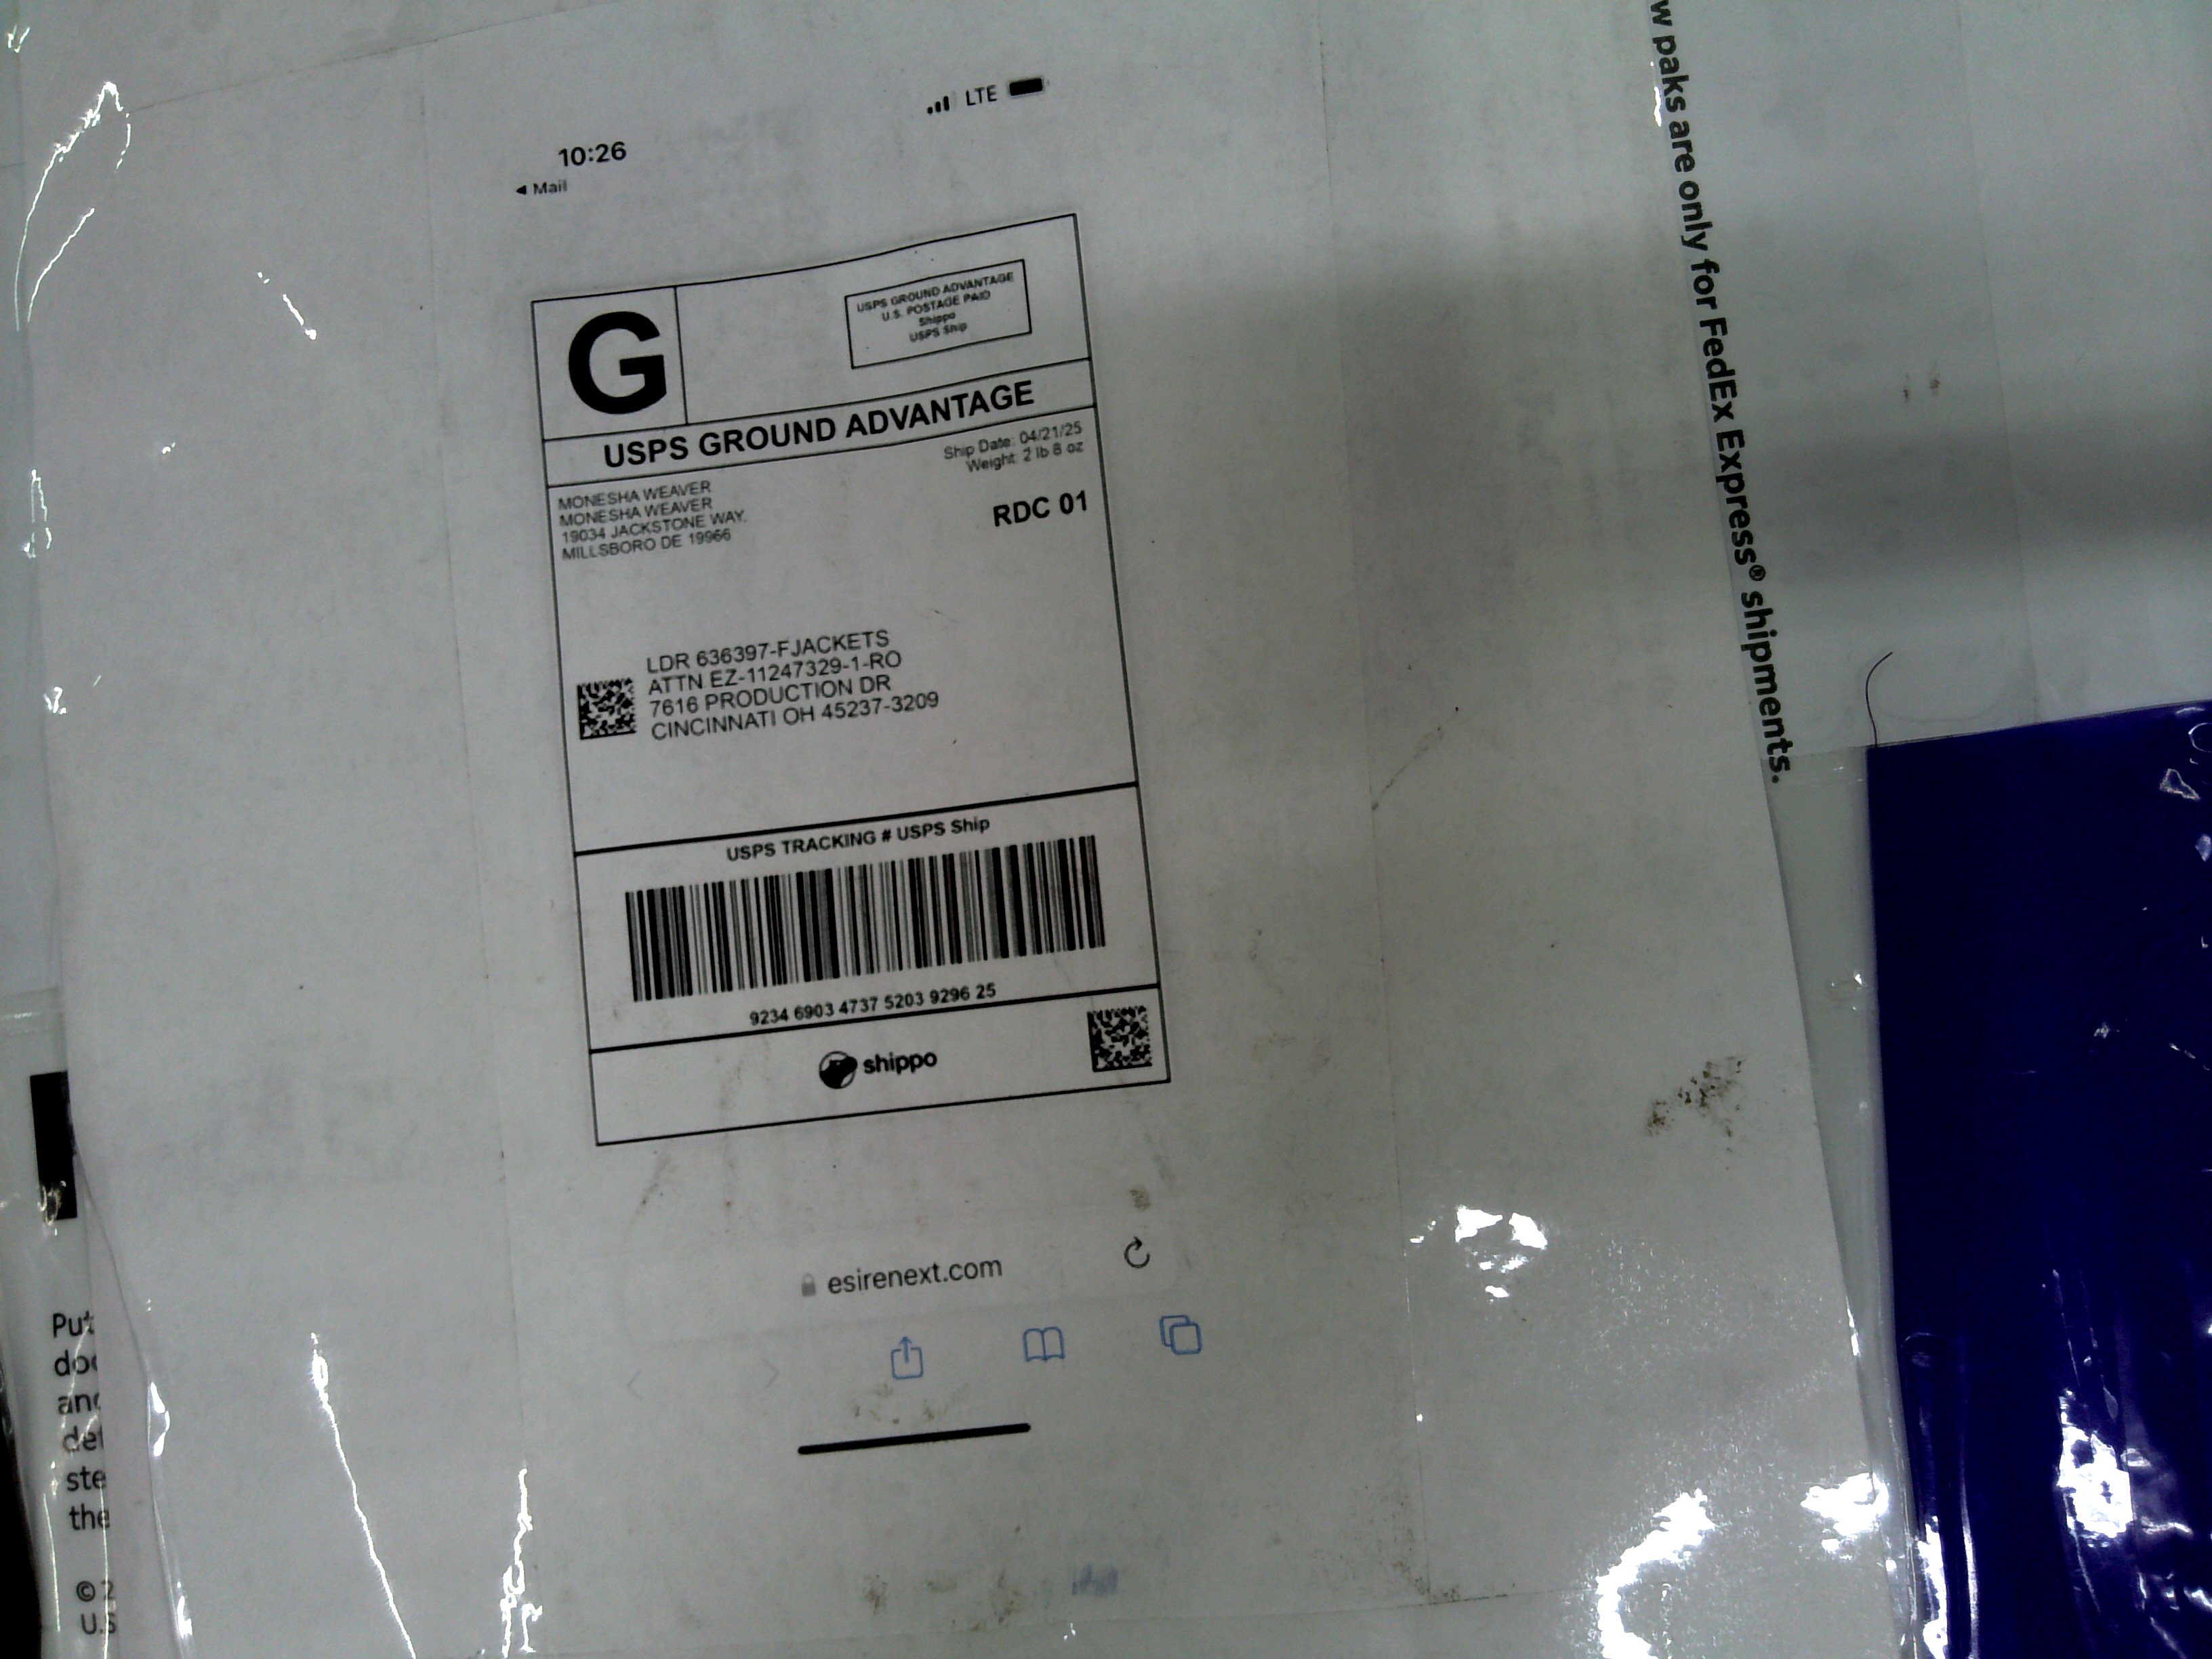 10:26
LTE
◀ Mail
G
USPS GROUND ADVANTAGE
U.S. POSTAGE PAID
Shippo
USPS Ship
USPS GROUND ADVANTAGE
Ship Date: 04/21/25
Weight: 2 lb 8 oz
RDC 01
MONESHA WEAVER
MONESHA WEAVER
19034 JACKSTONE WAY.
MILLSBORO DE 19966
LDR 636397-FJACKETS
ATTN EZ-11247329-1-RO
7616 PRODUCTION DR
CINCINNATI OH 45237-3209
USPS TRACKING # USPS Ship
9234 6903 4737 5203 9296 25
shippo
esirenext.com
paks are only for FedEx Express® shipments.
Put
the
© 2
U.S